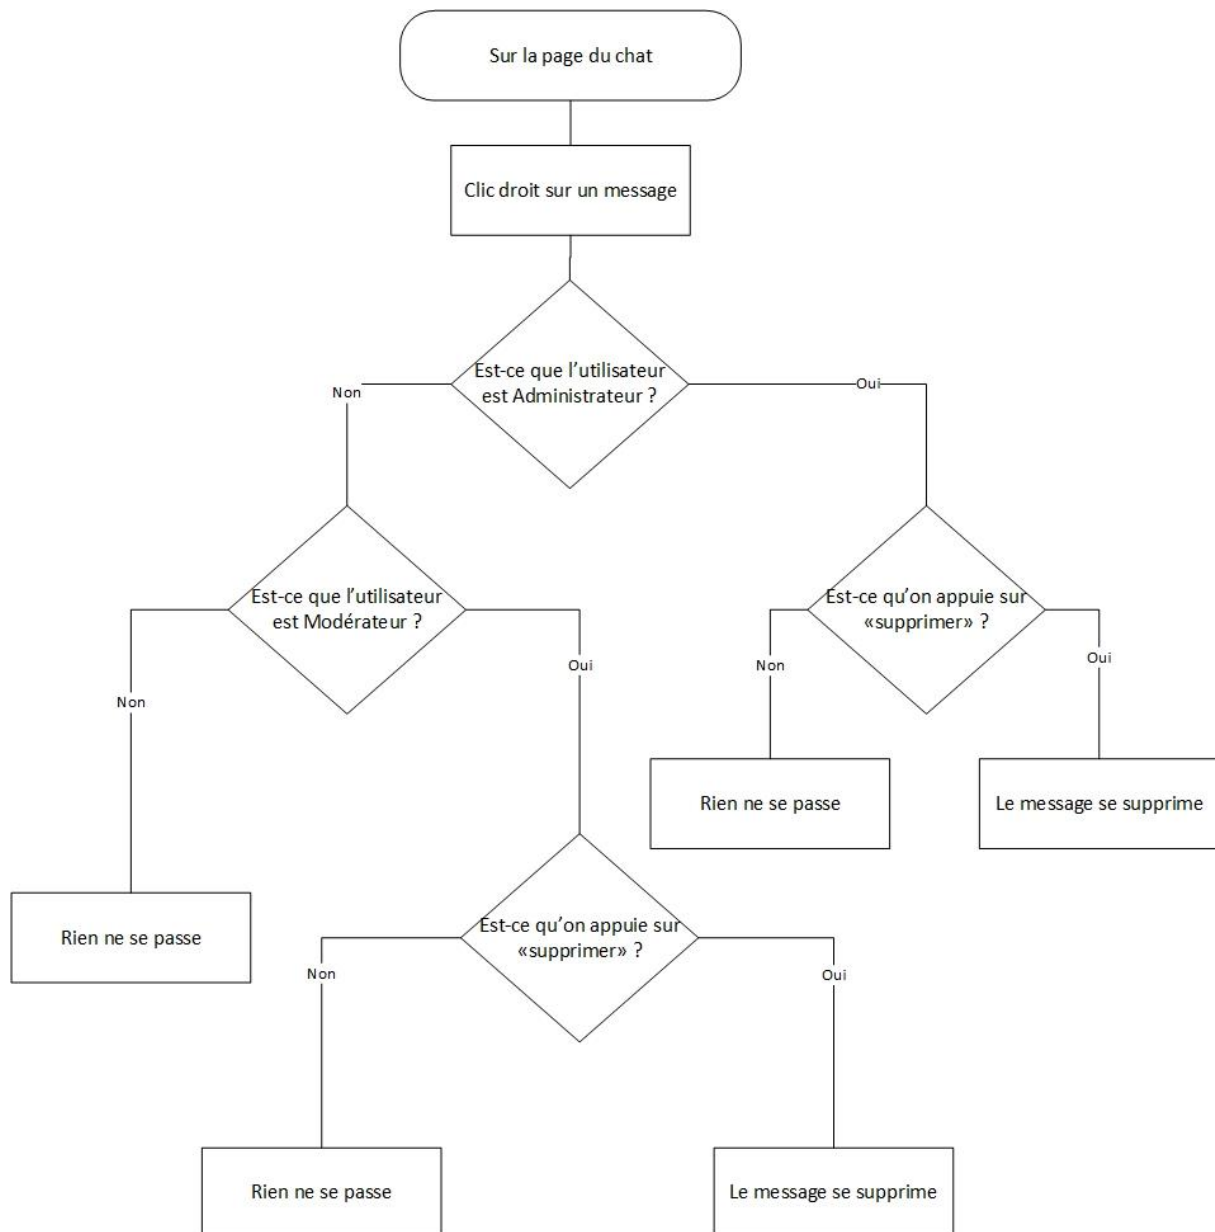 Sur la page du chat
Clic droit sur un message
Est-ce que l’utilisateur
est Administrateur ?
Non
Oui
Est-ce que l’utilisateur
est Modérateur ?
Est-ce qu’on appuie sur
«supprimer» ?
Non
Oui
Non
Oui
Rien ne se passe
Le message se supprime
Rien ne se passe
Est-ce qu’on appuie sur
«supprimer» ?
Non
Oui
Rien ne se passe
Le message se supprime